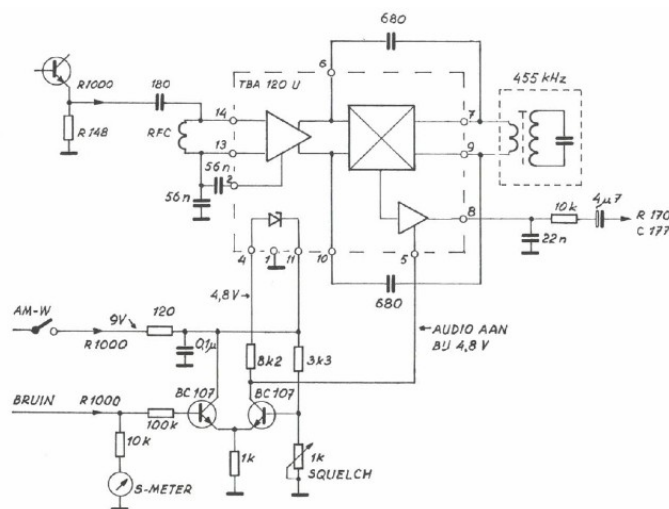 680
6
TBA 120 U
455 kHz
R1000
180
14
7
R148
RFC
13
9
56n
2
56n
8
10k
4µ7
R 170
C 177
22n
4
1
11
10
5
4,8V
680
AM-W
9V
120
R1000
0,1µ
8k2
3k3
AUDIO AAN
BIJ 4,8 V
BC 107
BC 107
BRUIN
R1000
100k
10k
1k
1k
SQUELCH
S-METER